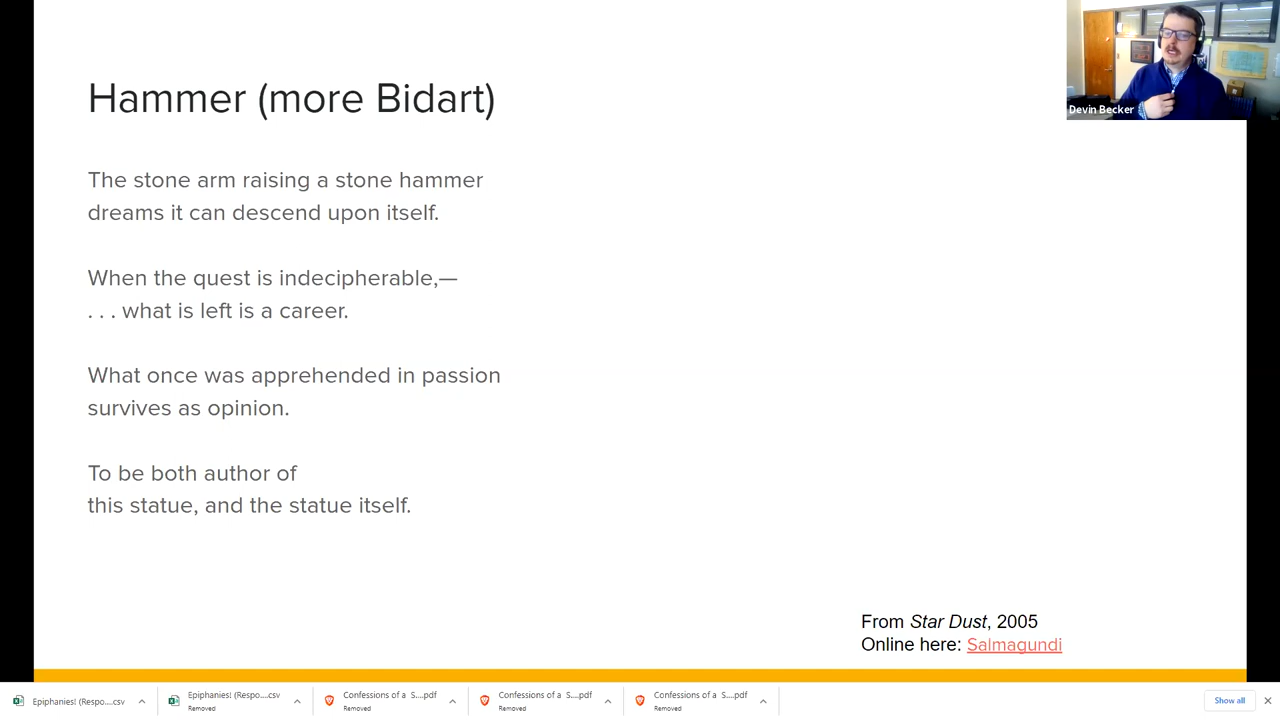 Hammer (more Bidart)
The stone arm raising a stone hammer
dreams it can descend upon itself.
When the quest is indecipherable,—
. . . what is left is a career.
What once was apprehended in passion
survives as opinion.
To be both author of
this statue, and the statue itself.
From Star Dust, 2005
Online here: Salmagundi
Devin Becker
Epiphanies! (Respo....csv
Epiphanies! (Respo....csv
Removed
Confessions of a S....pdf
Removed
Confessions of a S....pdf
Removed
Confessions of a S....pdf
Removed
Show all